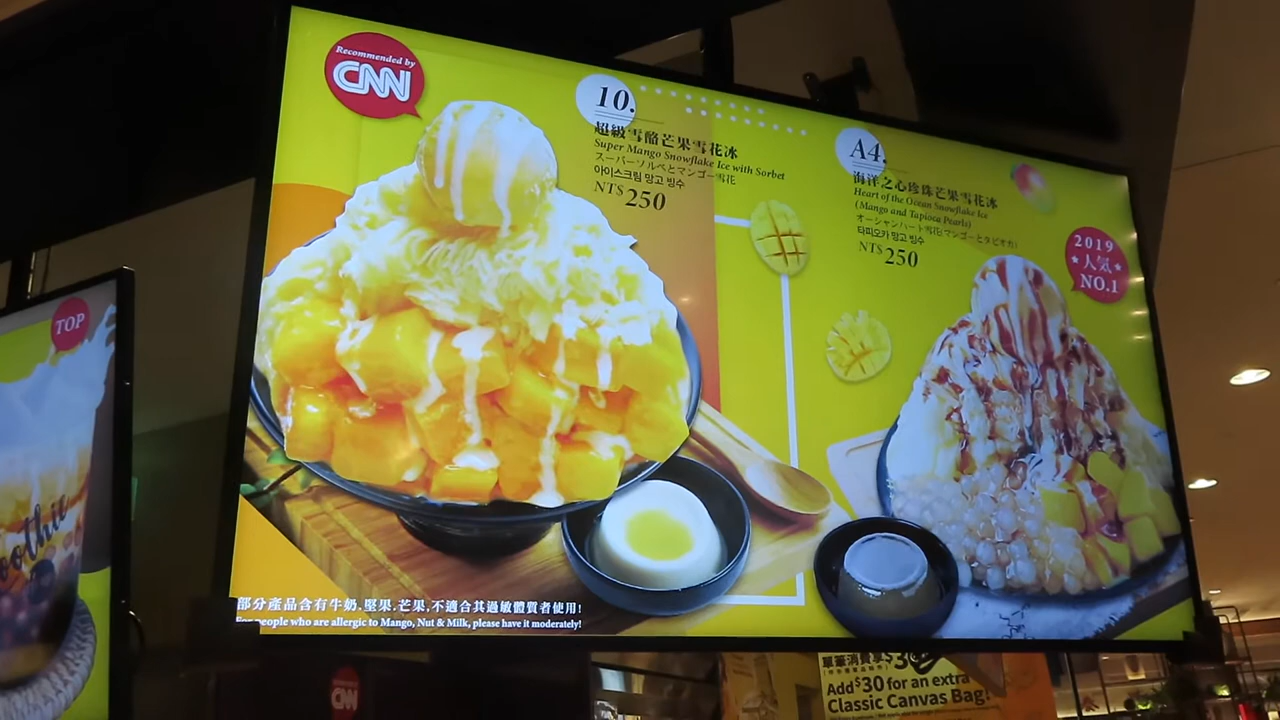 Recommended by
CNN
10.
超級雪酪芒果雪花冰
Super Mango Snowflake Ice with Sorbet
スーパーソルベとマンゴー雪花
아이스크림 망고 빙수
NT$ 250
A4.
海洋之心珍珠芒果雪花冰
Heart of the Ocean Snowflake Ice
(Mango and Tapioca Pearls)
オーシャンハート雪花(マンゴーとタピオカ)
타피오카 망고 빙수
NT$ 250
2019
人気
NO.1
TOP
部分產品含有牛奶.堅果.芒果,不適合其過敏體質者使用!
For people who are allergic to Mango, Nut & Milk, please have it moderately!
CNN
Add $30 for an extra
Classic Canvas Bag!